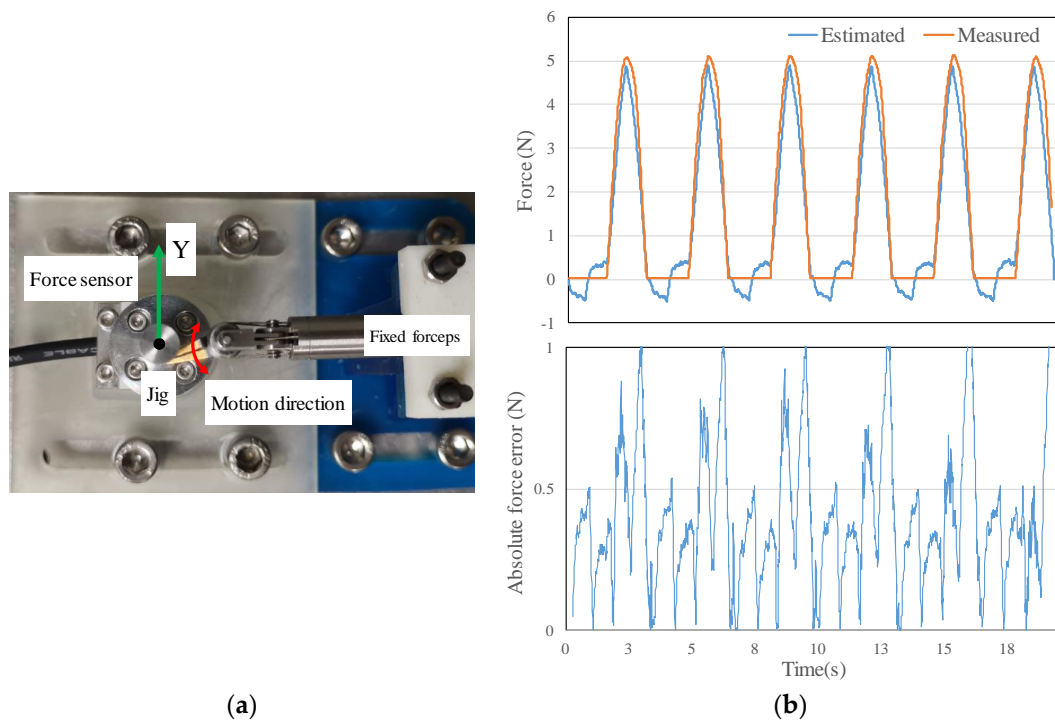 Y
Force sensor
Fixed forceps
Jig
Motion direction
CABLE
(a)
Estimated
Measured
Force (N)
6
5
4
3
2
1
0
-1
Absolute force error (N)
1
0.5
0
0 3 5 8 10 13 15 18
Time(s)
(b)